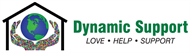 Dynamic Support
LOVE • HELP • SUPPORT